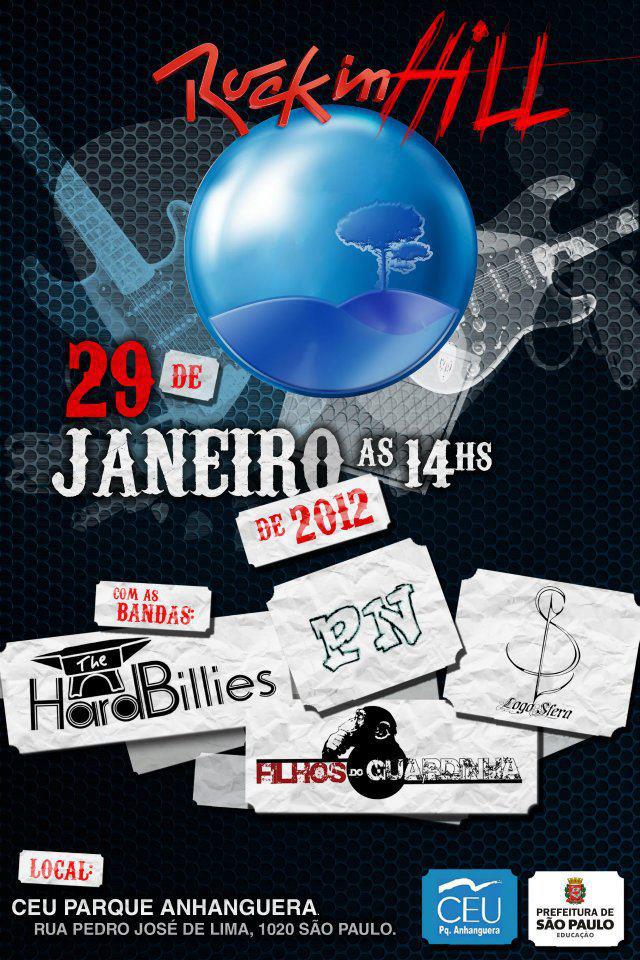 Rock in Hill
29 DE
JANEIRO AS 14HS
DE 2012
COM AS
BANDAS:
The
HardBillies
PN
Logo Sfera
FILHOS DO GUARDINHA
LOCAL:
CEU PARQUE ANHANGUERA
RUA PEDRO JOSÉ DE LIMA, 1020 SÃO PAULO.
CEU
Pq. Anhanguera
PREFEITURA DE
SÃO PAULO
EDUCAÇÃO